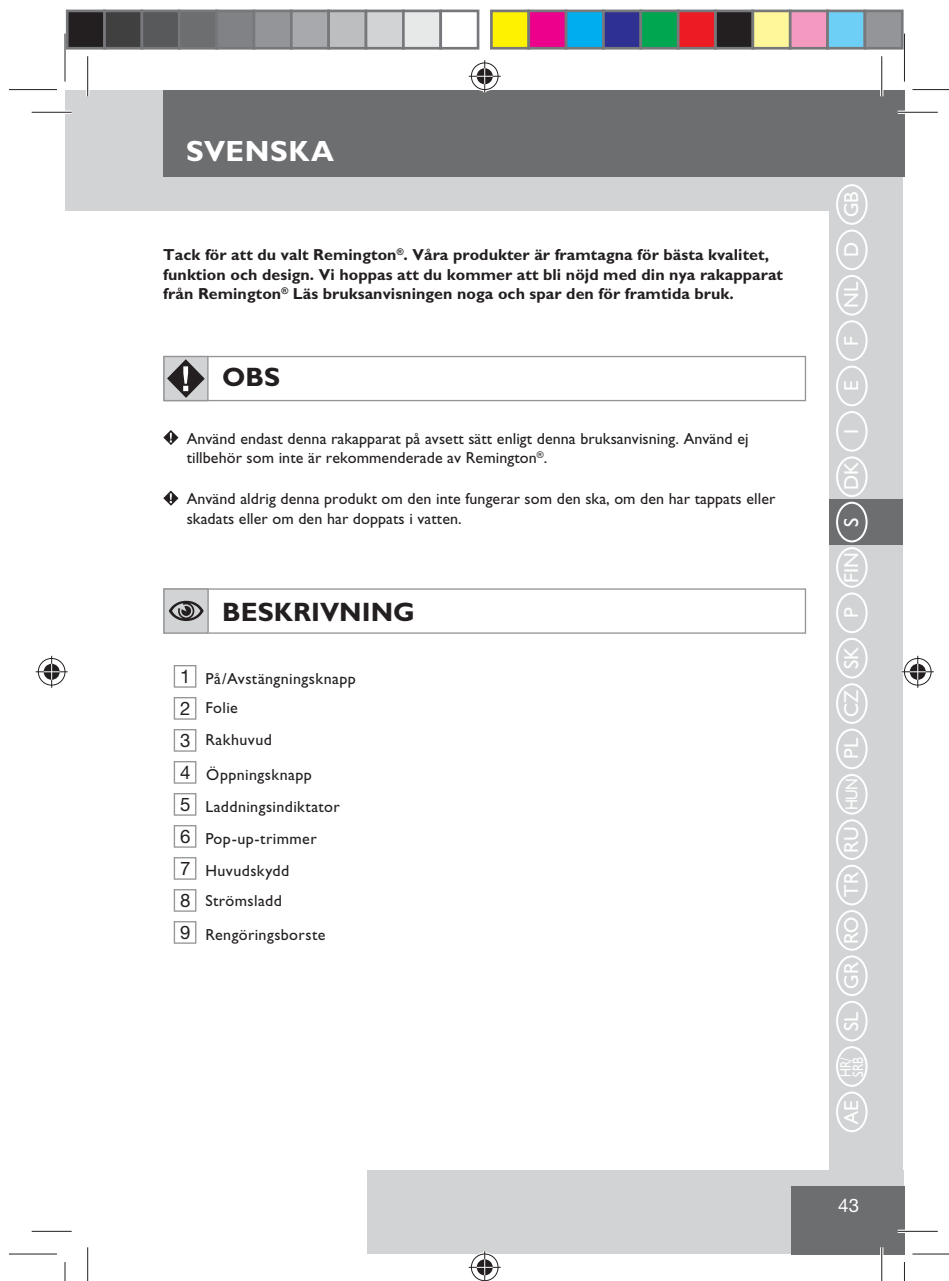 SVENSKA
Tack för att du valt Remington®. Våra produkter är framtagna för bästa kvalitet,
funktion och design. Vi hoppas att du kommer att bli nöjd med din nya rakapparat
från Remington® Läs bruksanvisningen noga och spar den för framtida bruk.
OBS
Använd endast denna rakapparat på avsett sätt enligt denna bruksanvisning. Använd ej
tillbehör som inte är rekommenderade av Remington®.
Använd aldrig denna produkt om den inte fungerar som den ska, om den har tappats eller
skadats eller om den har doppats i vatten.
BESKRIVNING
1 På/Avstängningsknapp
2 Folie
3 Rakhuvud
4 Öppningsknapp
5 Laddningsindiktator
6 Pop-up-trimmer
7 Huvudskydd
8 Strömsladd
9 Rengöringsborste
GB
D
NL
F
E
I
DK
S
FIN
P
SK
CZ
PL
HUN
RU
TR
RO
GR
SL
HR/
SRB
AE
43